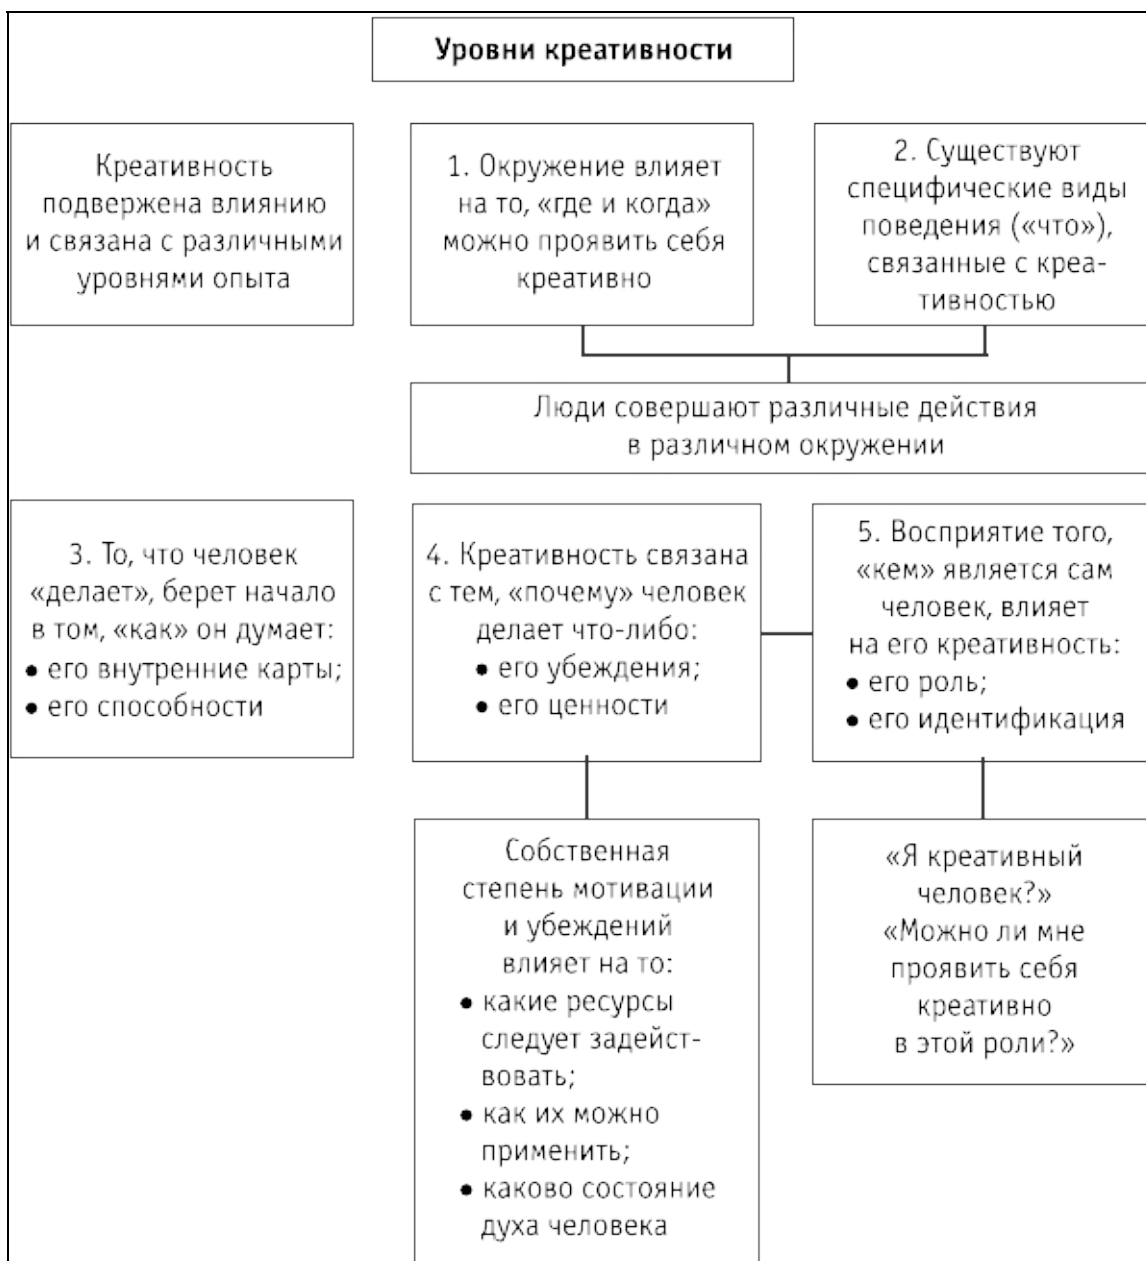 Уровни креативности
Креативность
подвержена влиянию
и связана с различными
уровнями опыта
1. Окружение влияет
на то, «где и когда»
можно проявить себя
креативно
2. Существуют
специфические виды
поведения («что»),
связанные с креа-
тивностью
Люди совершают различные действия
в различном окружении
3. То, что человек
«делает», берет начало
в том, «как» он думает:
● его внутренние карты;
● его способности
4. Креативность связана
с тем, «почему» человек
делает что-либо:
● его убеждения;
● его ценности
5. Восприятие того,
«кем» является сам
человек, влияет
на его креативность:
● его роль;
● его идентификация
Собственная
степень мотивации
и убеждений
влияет на то:
● какие ресурсы
следует задейст-
вовать;
● как их можно
применить;
● каково состояние
духа человека
«Я креативный
человек?»
«Можно ли мне
проявить себя
креативно
в этой роли?»